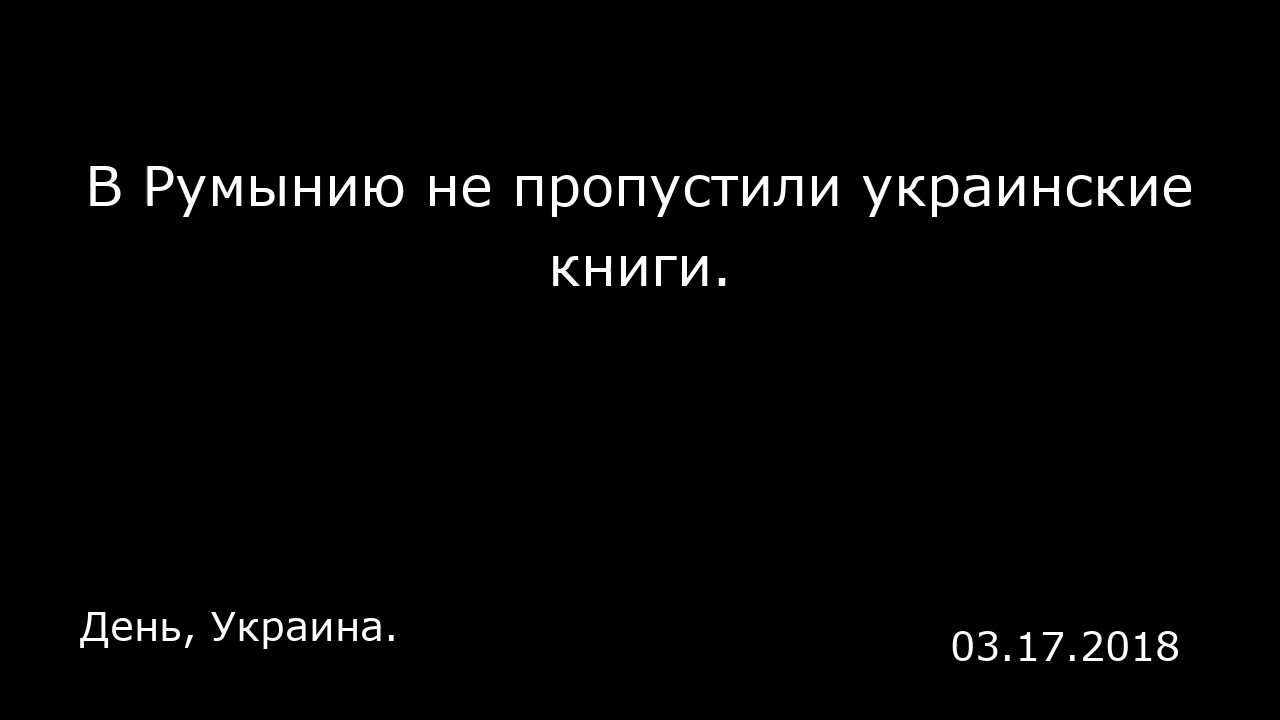 В Румынию не пропустили украинские
книги.
День, Украина.
03.17.2018